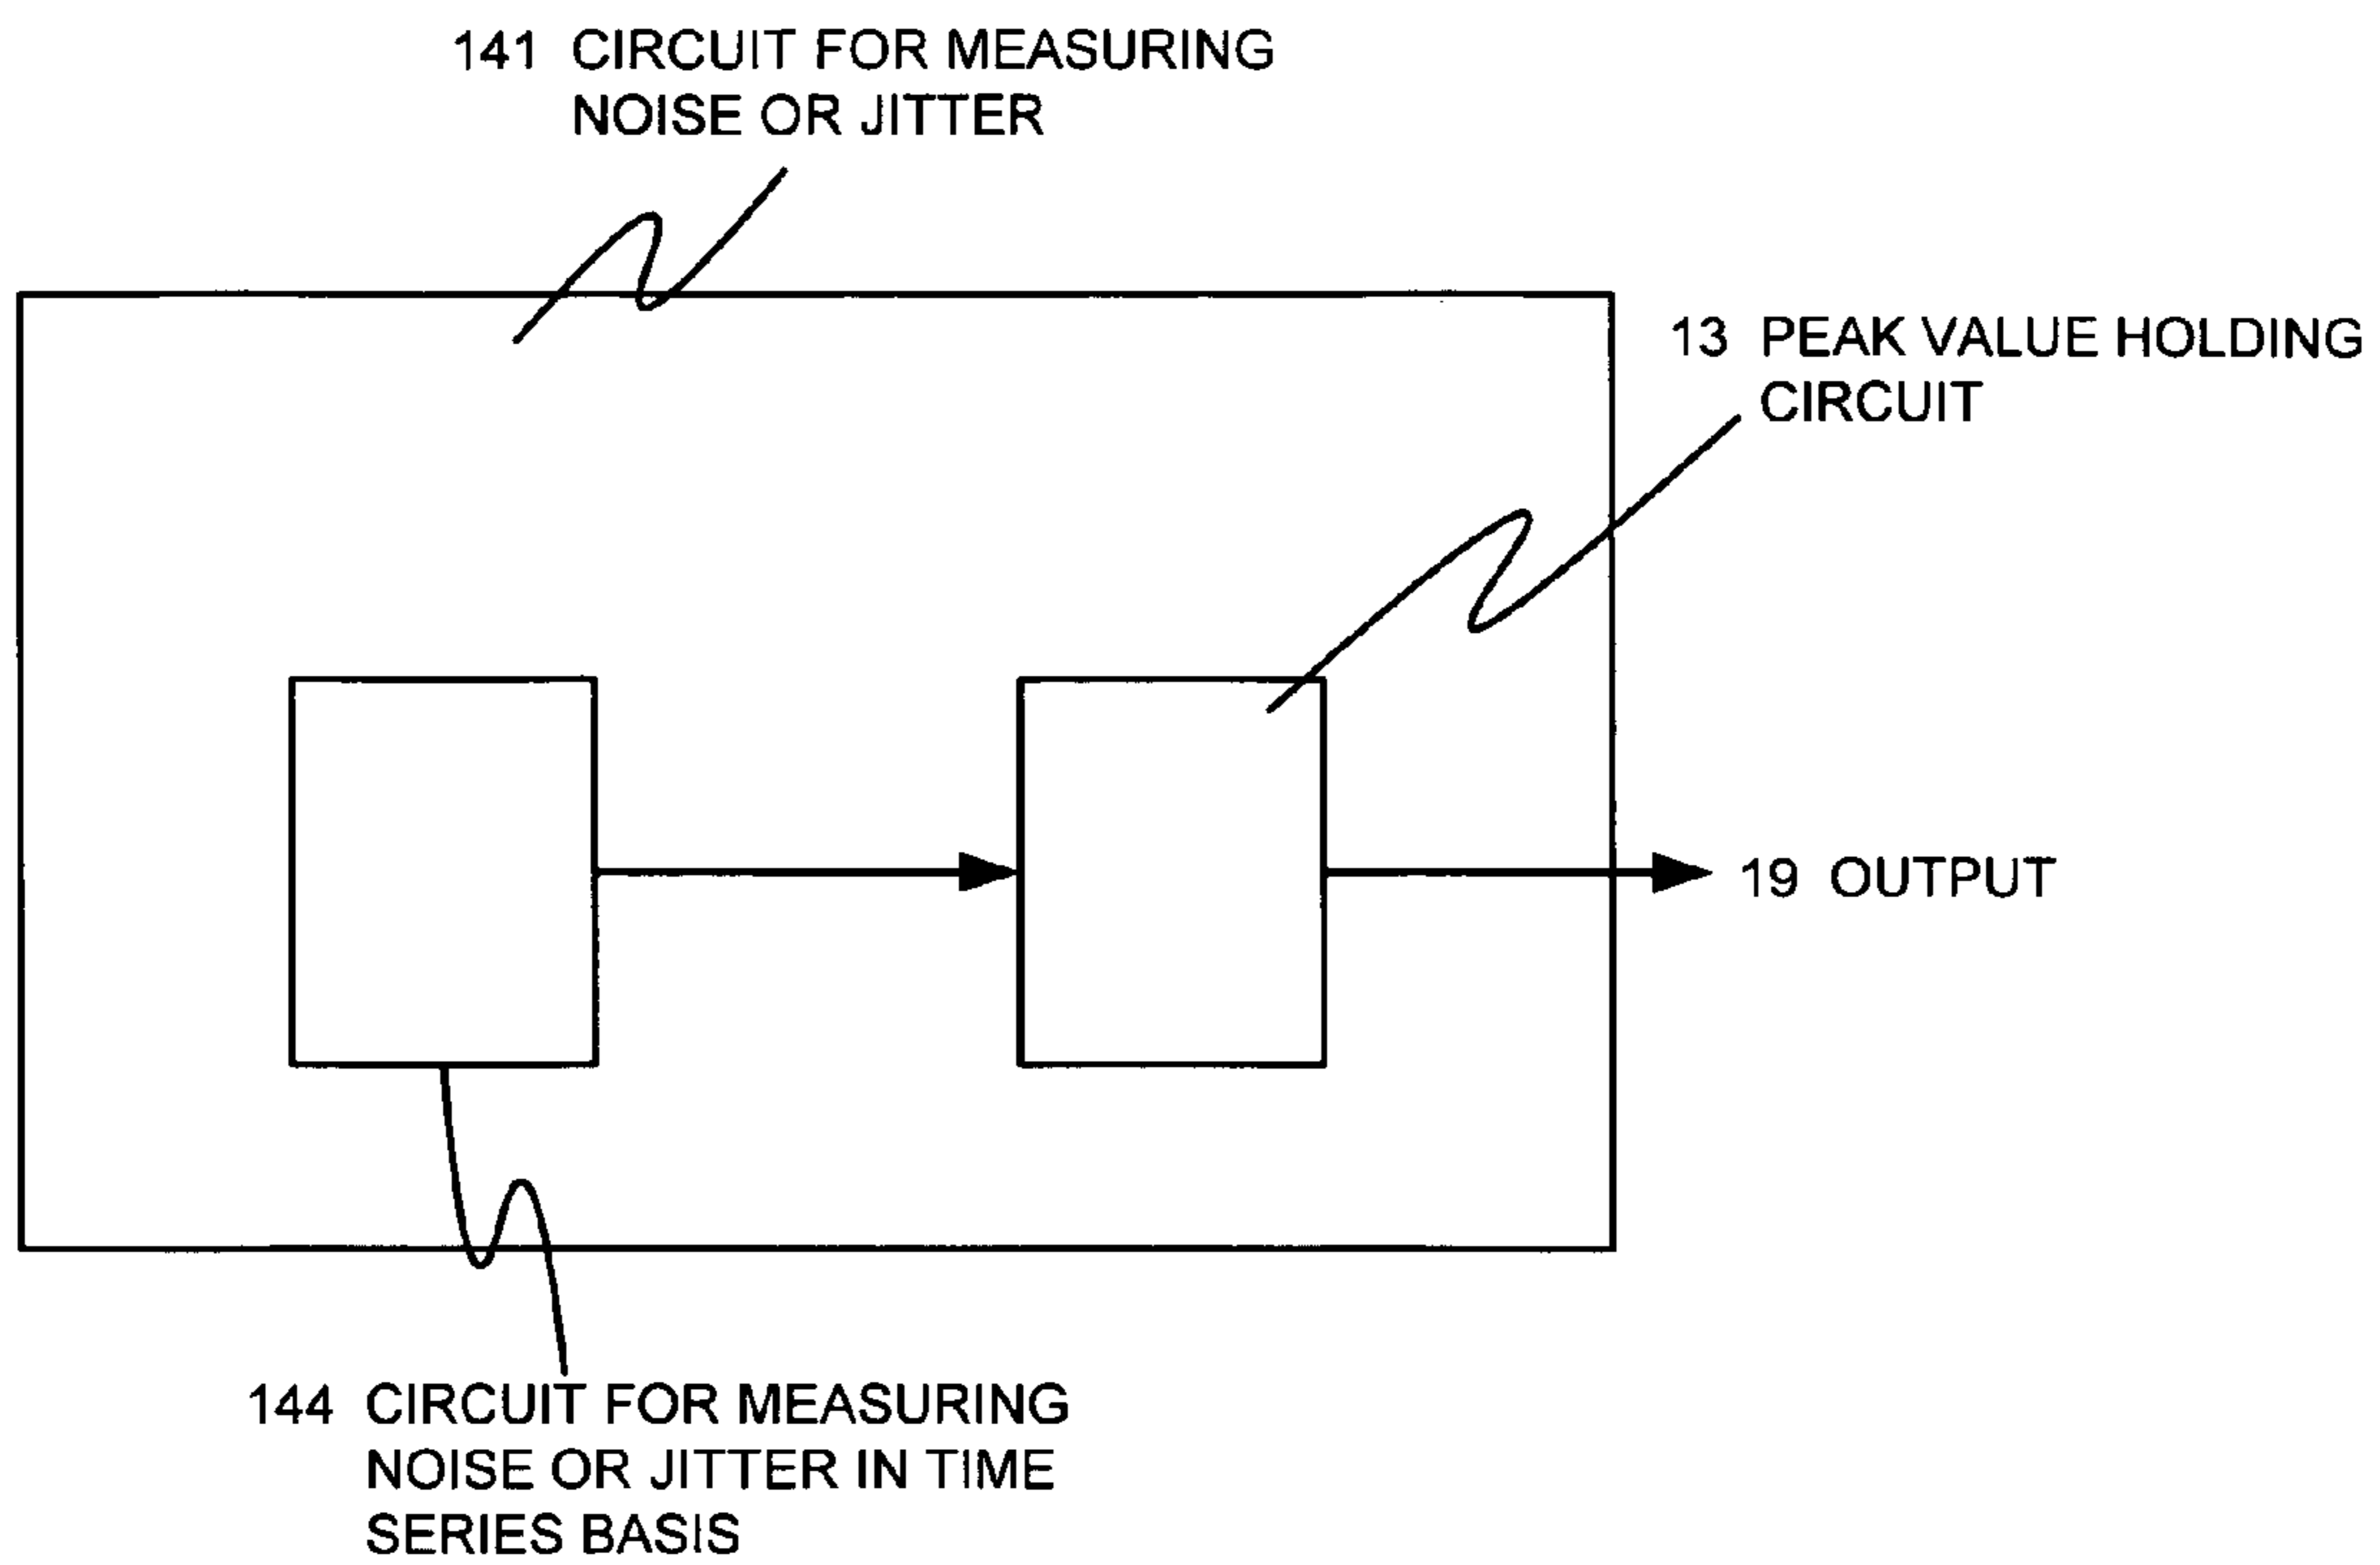 141 CIRCUIT FOR MEASURING
NOISE OR JITTER
13 PEAK VALUE HOLDING
CIRCUIT
19 OUTPUT
144 CIRCUIT FOR MEASURING
NOISE OR JITTER IN TIME
SERIES BASIS